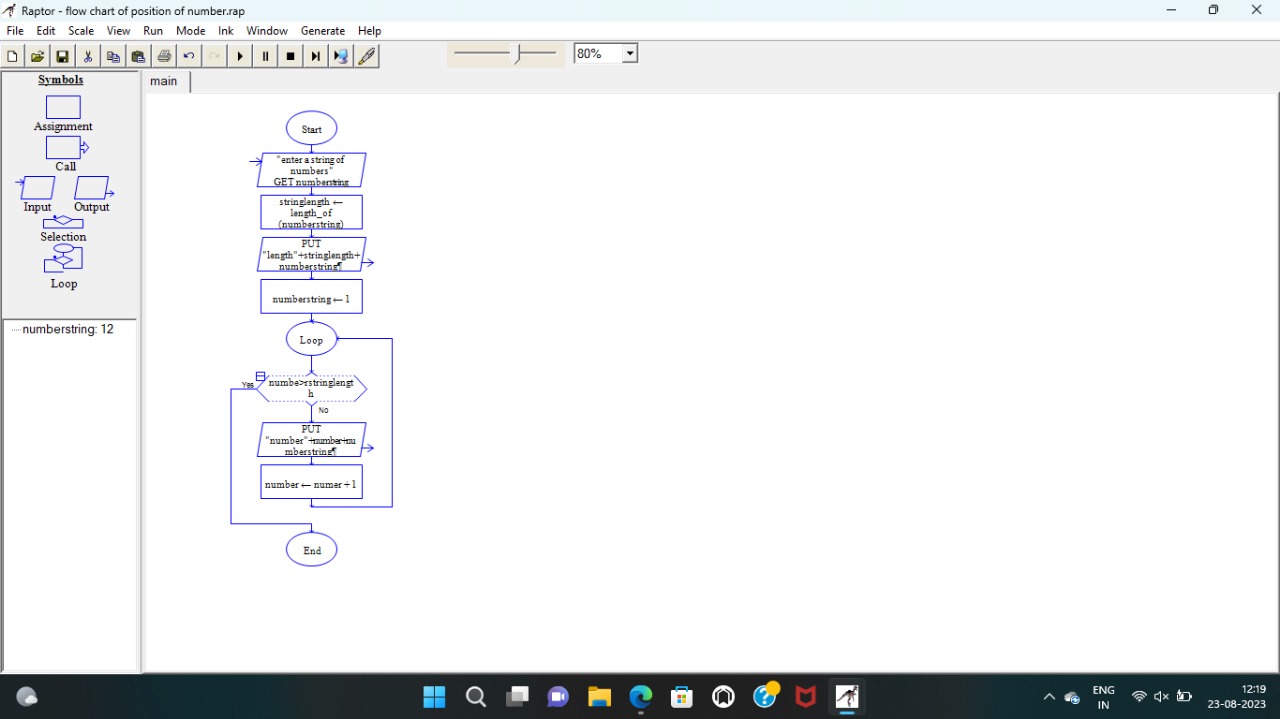 Raptor - flow chart of position of number.rap
File Edit Scale View Run Mode Ink Window Generate Help
80%
Symbols
Assignment
Call
Input Output
Selection
Loop
numberstring: 12
main
Start
"enter a string of
numbers"
GET numberstring
stringlength ←
length_of
(numberstring)
PUT
"length"+stringlength+
numberstring¶
numberstring ← 1
Loop
Yes
numbe>rstringlengt
h
No
PUT
"number"+number+nu
mberstring¶
number ← numer + 1
End
ENG
IN
12:19
23-08-2023